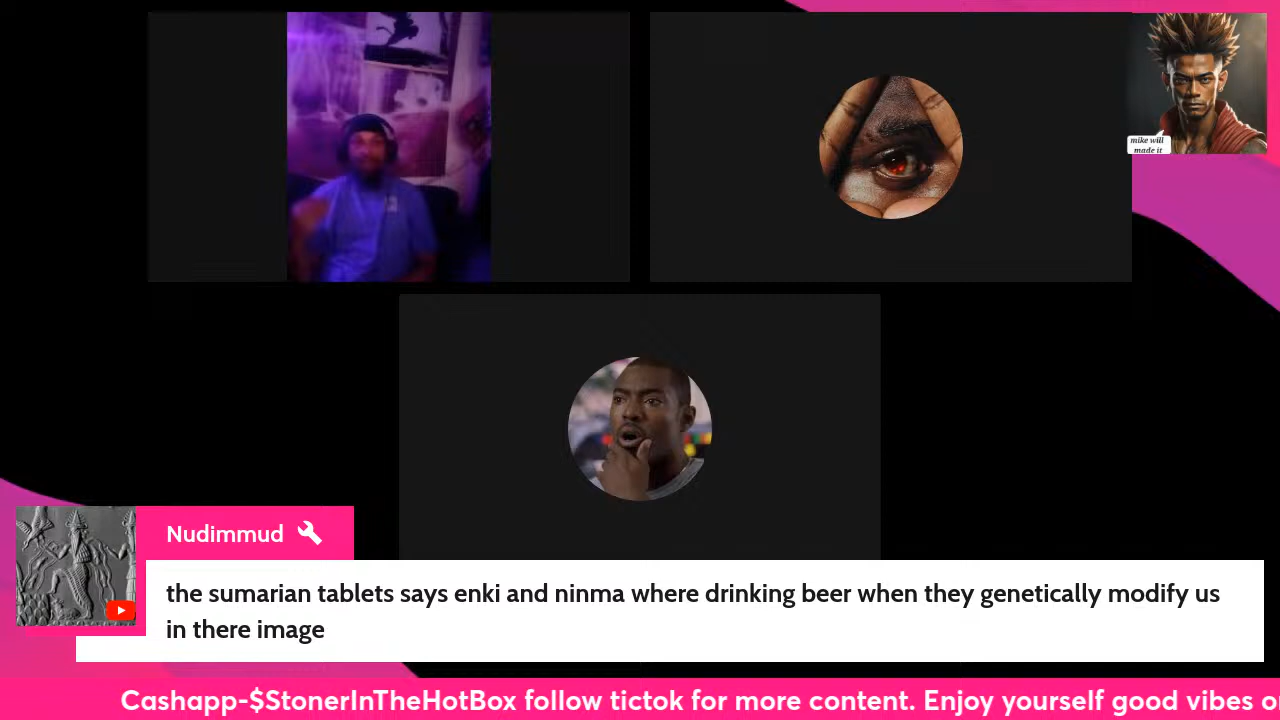 mike will
made it
Nudimmud
the sumarian tablets says enki and ninma where drinking beer when they genetically modify us
in there image
Cashapp-$StonerInTheHotBox follow tictok for more content. Enjoy yourself good vibes o